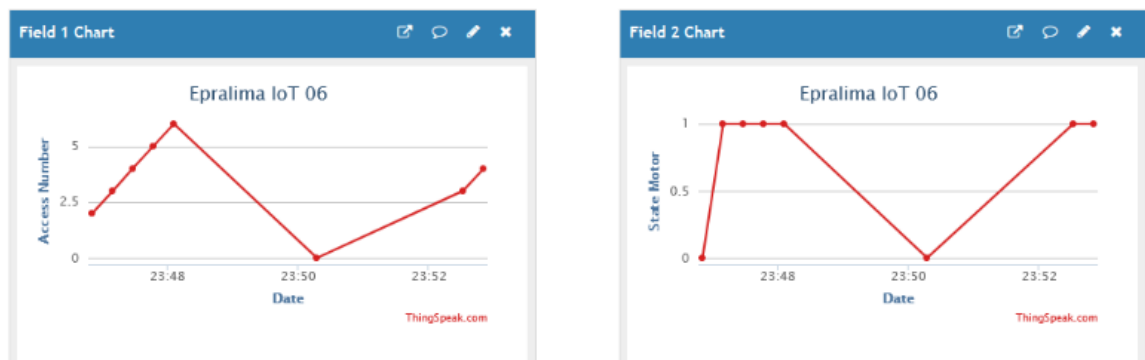 Field 1 Chart
Epralima IoT 06
Access Number
5
2.5
0
23:48
23:50
23:52
Date
ThingSpeak.com
Field 2 Chart
Epralima IoT 06
State Motor
1
0.5
0
23:48
23:50
23:52
Date
ThingSpeak.com